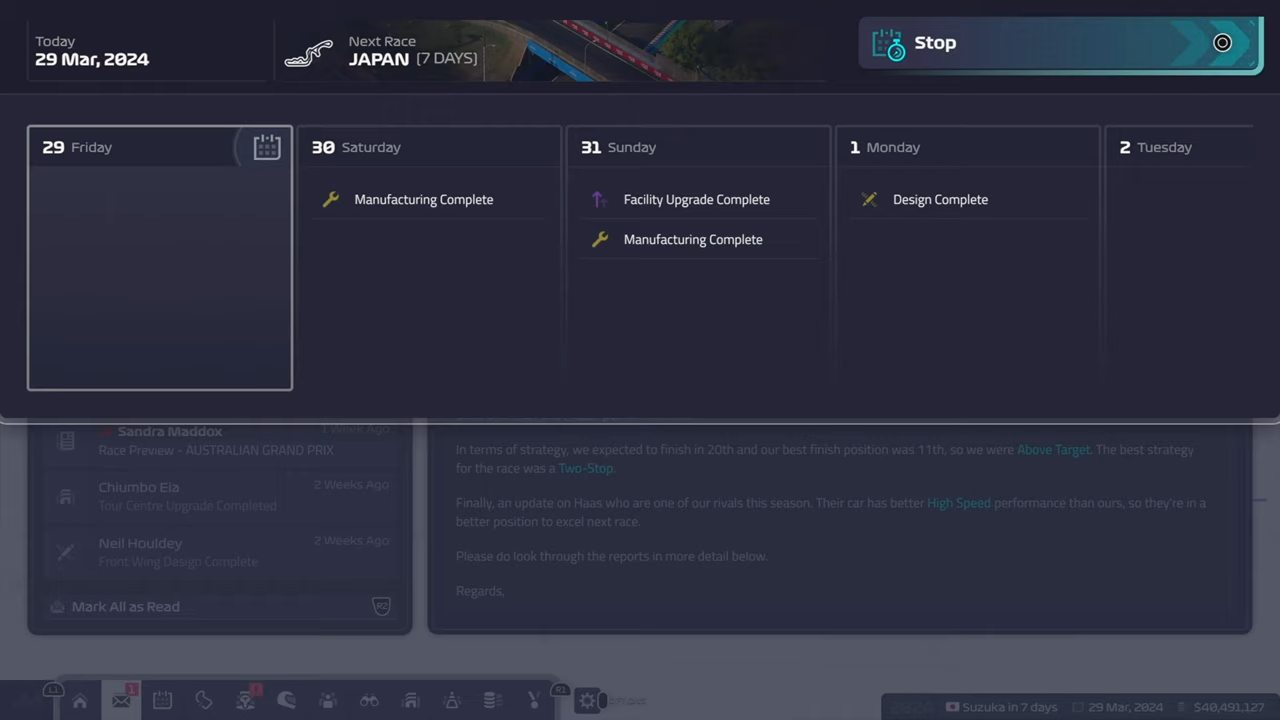 Today
29 Mar, 2024
Next Race
JAPAN (7 DAYS)
Stop
29 Friday
30 Saturday
31 Sunday
1 Monday
2 Tuesday
Manufacturing Complete
Facility Upgrade Complete
Manufacturing Complete
Design Complete
Sandra Maddox
1 Week Ago
Race Preview - AUSTRALIAN GRAND PRIX
Chiumbo Eia
2 Weeks Ago
Tour Centre Upgrade Completed
Neil Houldey
2 Weeks Ago
Front Wing Design Complete
Mark All as Read
R2
In terms of strategy, we expected to finish in 20th and our best finish position was 11th, so we were Above Target. The best strategy
for the race was a Two-Stop.
Finally, an update on Haas who are one of our rivals this season. Their car has better High Speed performance than ours, so they're in a
better position to excel next race.
Please do look through the reports in more detail below.
Regards,
L1
1
R1
Suzuka in 7 days
29 Mar, 2024
$40,491,127